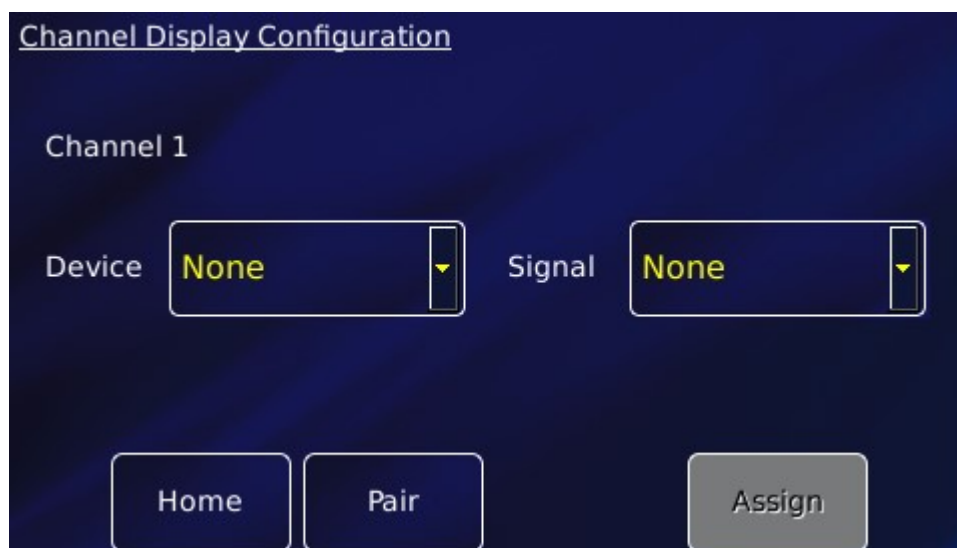 Channel Display Configuration
Channel 1
Device None Signal None
Home Pair Assign